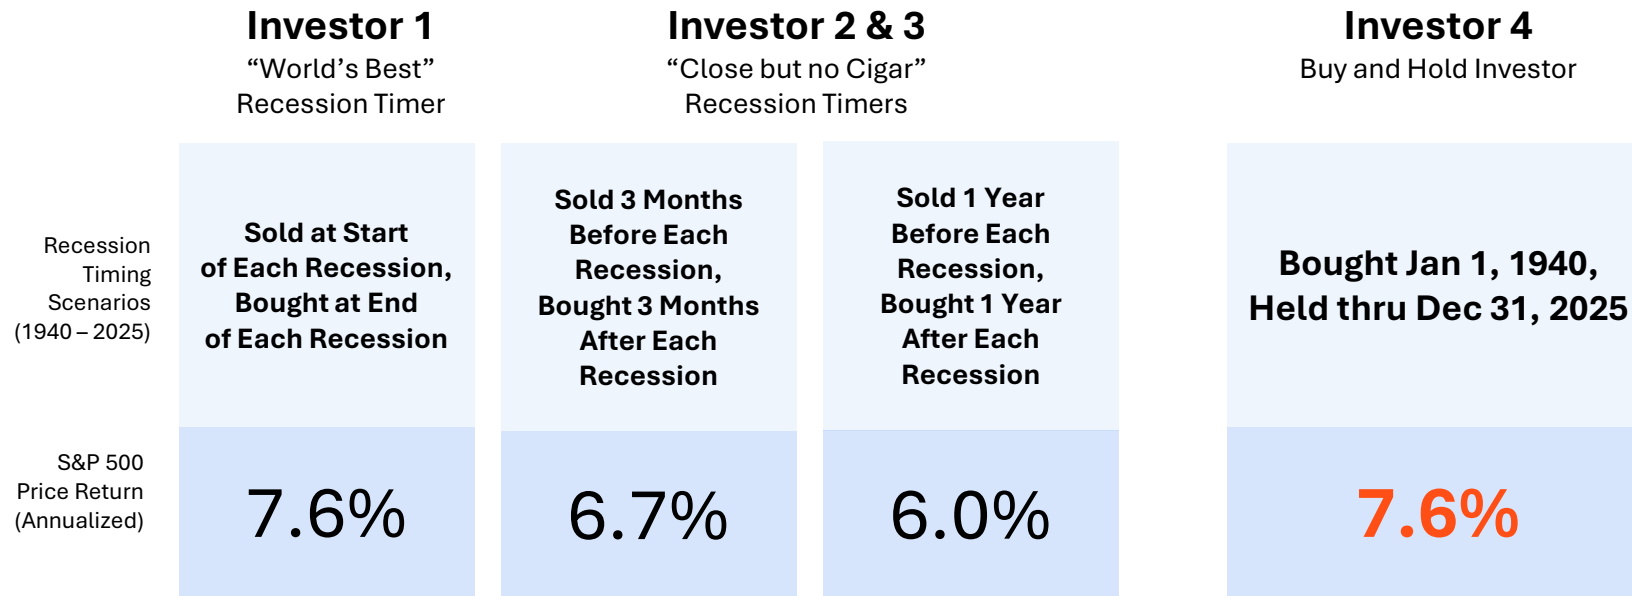 Investor 1
“World’s Best”
Recession Timer
Investor 2 & 3
“Close but no Cigar”
Recession Timers
Investor 4
Buy and Hold Investor
Recession
Timing
Scenarios
(1940 – 2025)
Sold at Start
of Each Recession,
Bought at End
of Each Recession
Sold 3 Months
Before Each
Recession,
Bought 3 Months
After Each
Recession
Sold 1 Year
Before Each
Recession,
Bought 1 Year
After Each
Recession
Bought Jan 1, 1940,
Held thru Dec 31, 2025
S&P 500
Price Return
(Annualized)
7.6%
6.7%
6.0%
7.6%